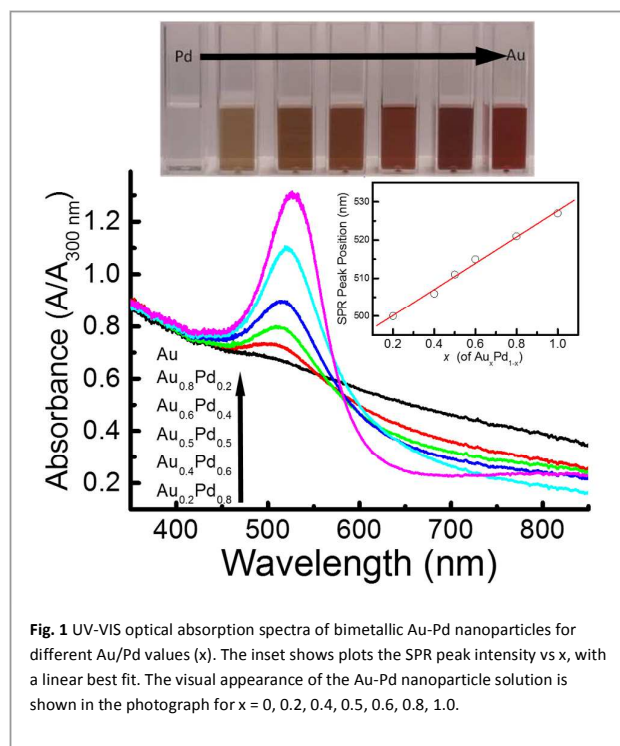 Pd Au
1.2
1.0
0.8
0.6
0.4
0.2
Absorbance (A/A300 nm)
Au
Au0.8Pd0.2
Au0.6Pd0.4
Au0.5Pd0.5
Au0.4Pd0.6
Au0.2Pd0.8
400 500 600 700 800
Wavelength (nm)
530
520
510
500
SPR Peak Position (nm)
0.2 0.4 0.6 0.8 1.0
x (of AuxPd1-x)
Fig. 1 UV-VIS optical absorption spectra of bimetallic Au-Pd nanoparticles for
different Au/Pd values (x). The inset shows plots the SPR peak intensity vs x, with
a linear best fit. The visual appearance of the Au-Pd nanoparticle solution is
shown in the photograph for x = 0, 0.2, 0.4, 0.5, 0.6, 0.8, 1.0.